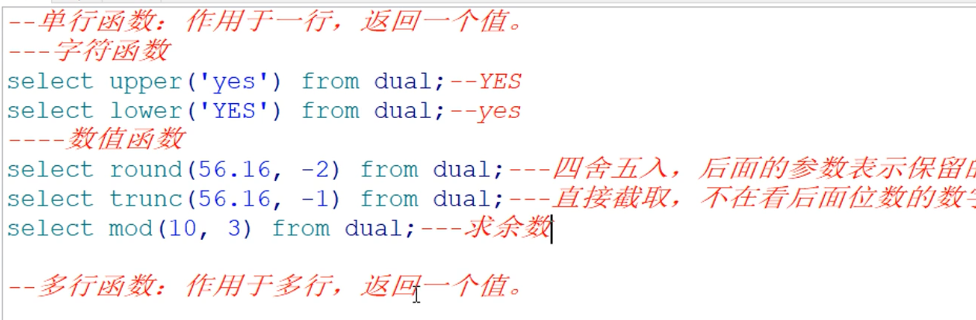 --单行函数：作用于一行，返回一个值。
---字符函数
select upper('yes') from dual;--YES
select lower('YES') from dual;--yes
----数值函数
select round(56.16, -2) from dual;---四舍五入，后面的参数表示保留
select trunc(56.16, -1) from dual;---直接截取，不在看后面位数的数字
select mod(10, 3) from dual;---求余数
--多行函数：作用于多行，返回一个值。